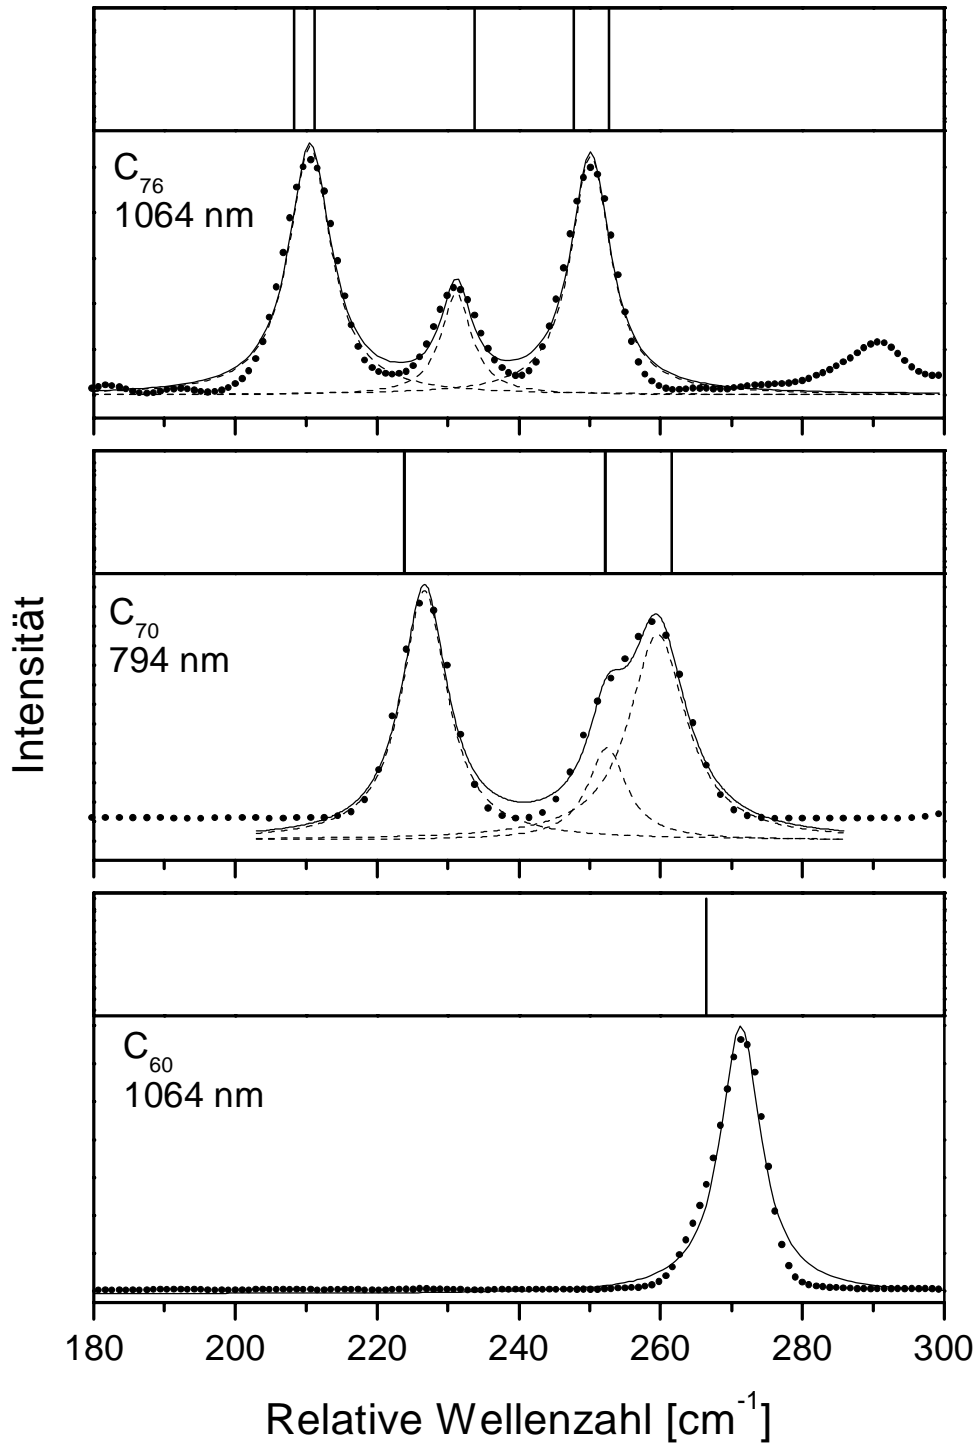 C₇₆
1064 nm
C₇₀
794 nm
C₆₀
1064 nm
Intensität
180 200 220 240 260 280 300
Relative Wellenzahl [cm⁻¹]